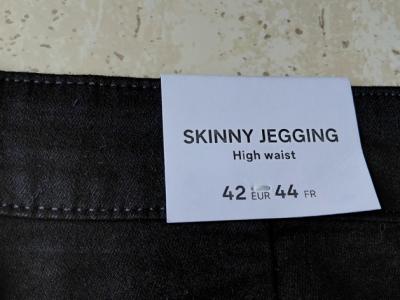 SKINNY JEGGING
High waist
42 EUR 44 FR